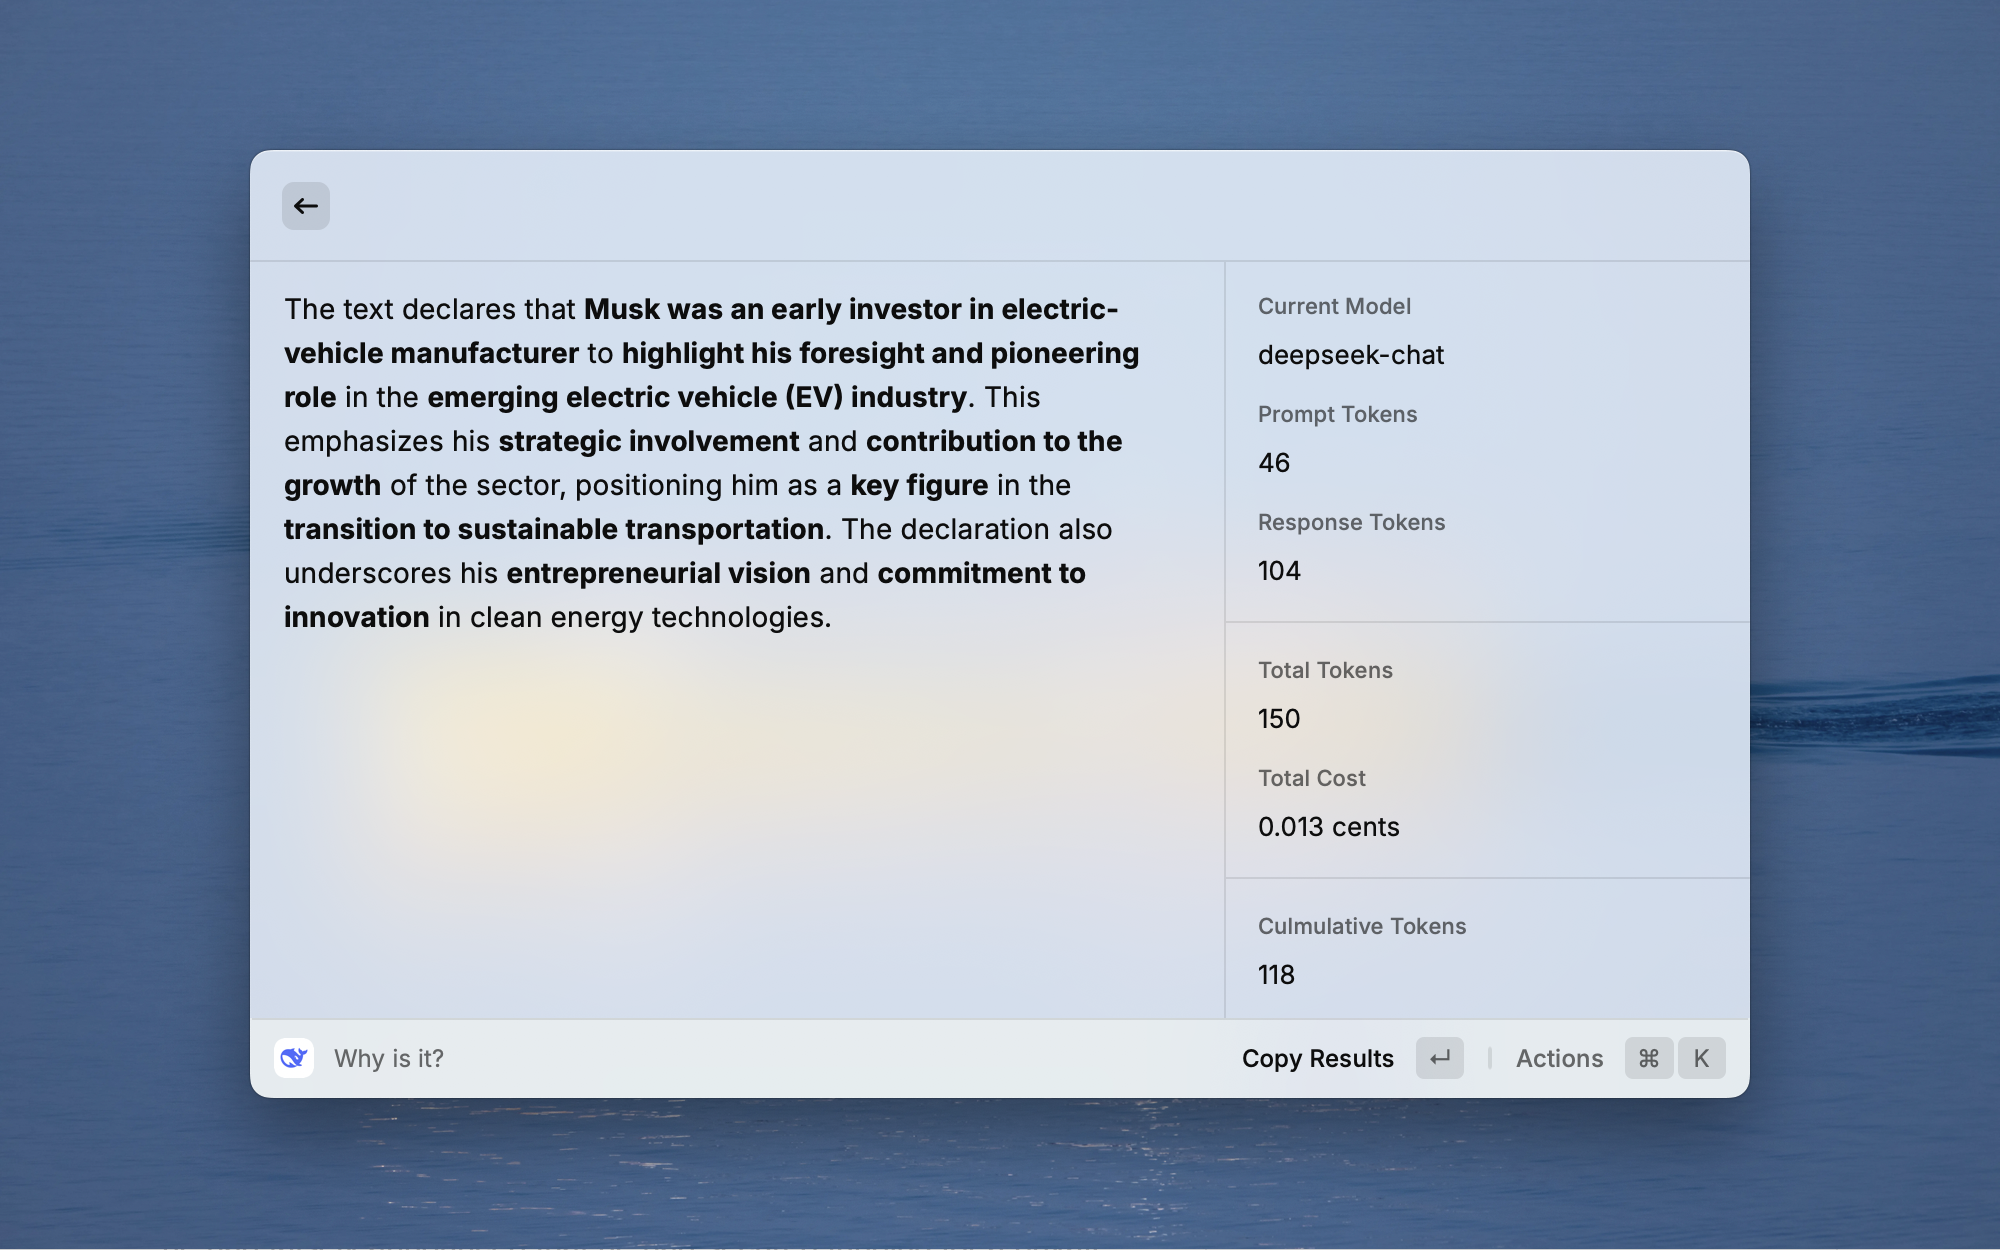 The text declares that Musk was an early investor in electric-
vehicle manufacturer to highlight his foresight and pioneering
role in the emerging electric vehicle (EV) industry. This
emphasizes his strategic involvement and contribution to the
growth of the sector, positioning him as a key figure in the
transition to sustainable transportation. The declaration also
underscores his entrepreneurial vision and commitment to
innovation in clean energy technologies.
Current Model
deepseek-chat
Prompt Tokens
46
Response Tokens
104
Total Tokens
150
Total Cost
0.013 cents
Culmulative Tokens
118
Why is it?
Copy Results ↵ Actions ⌘ K